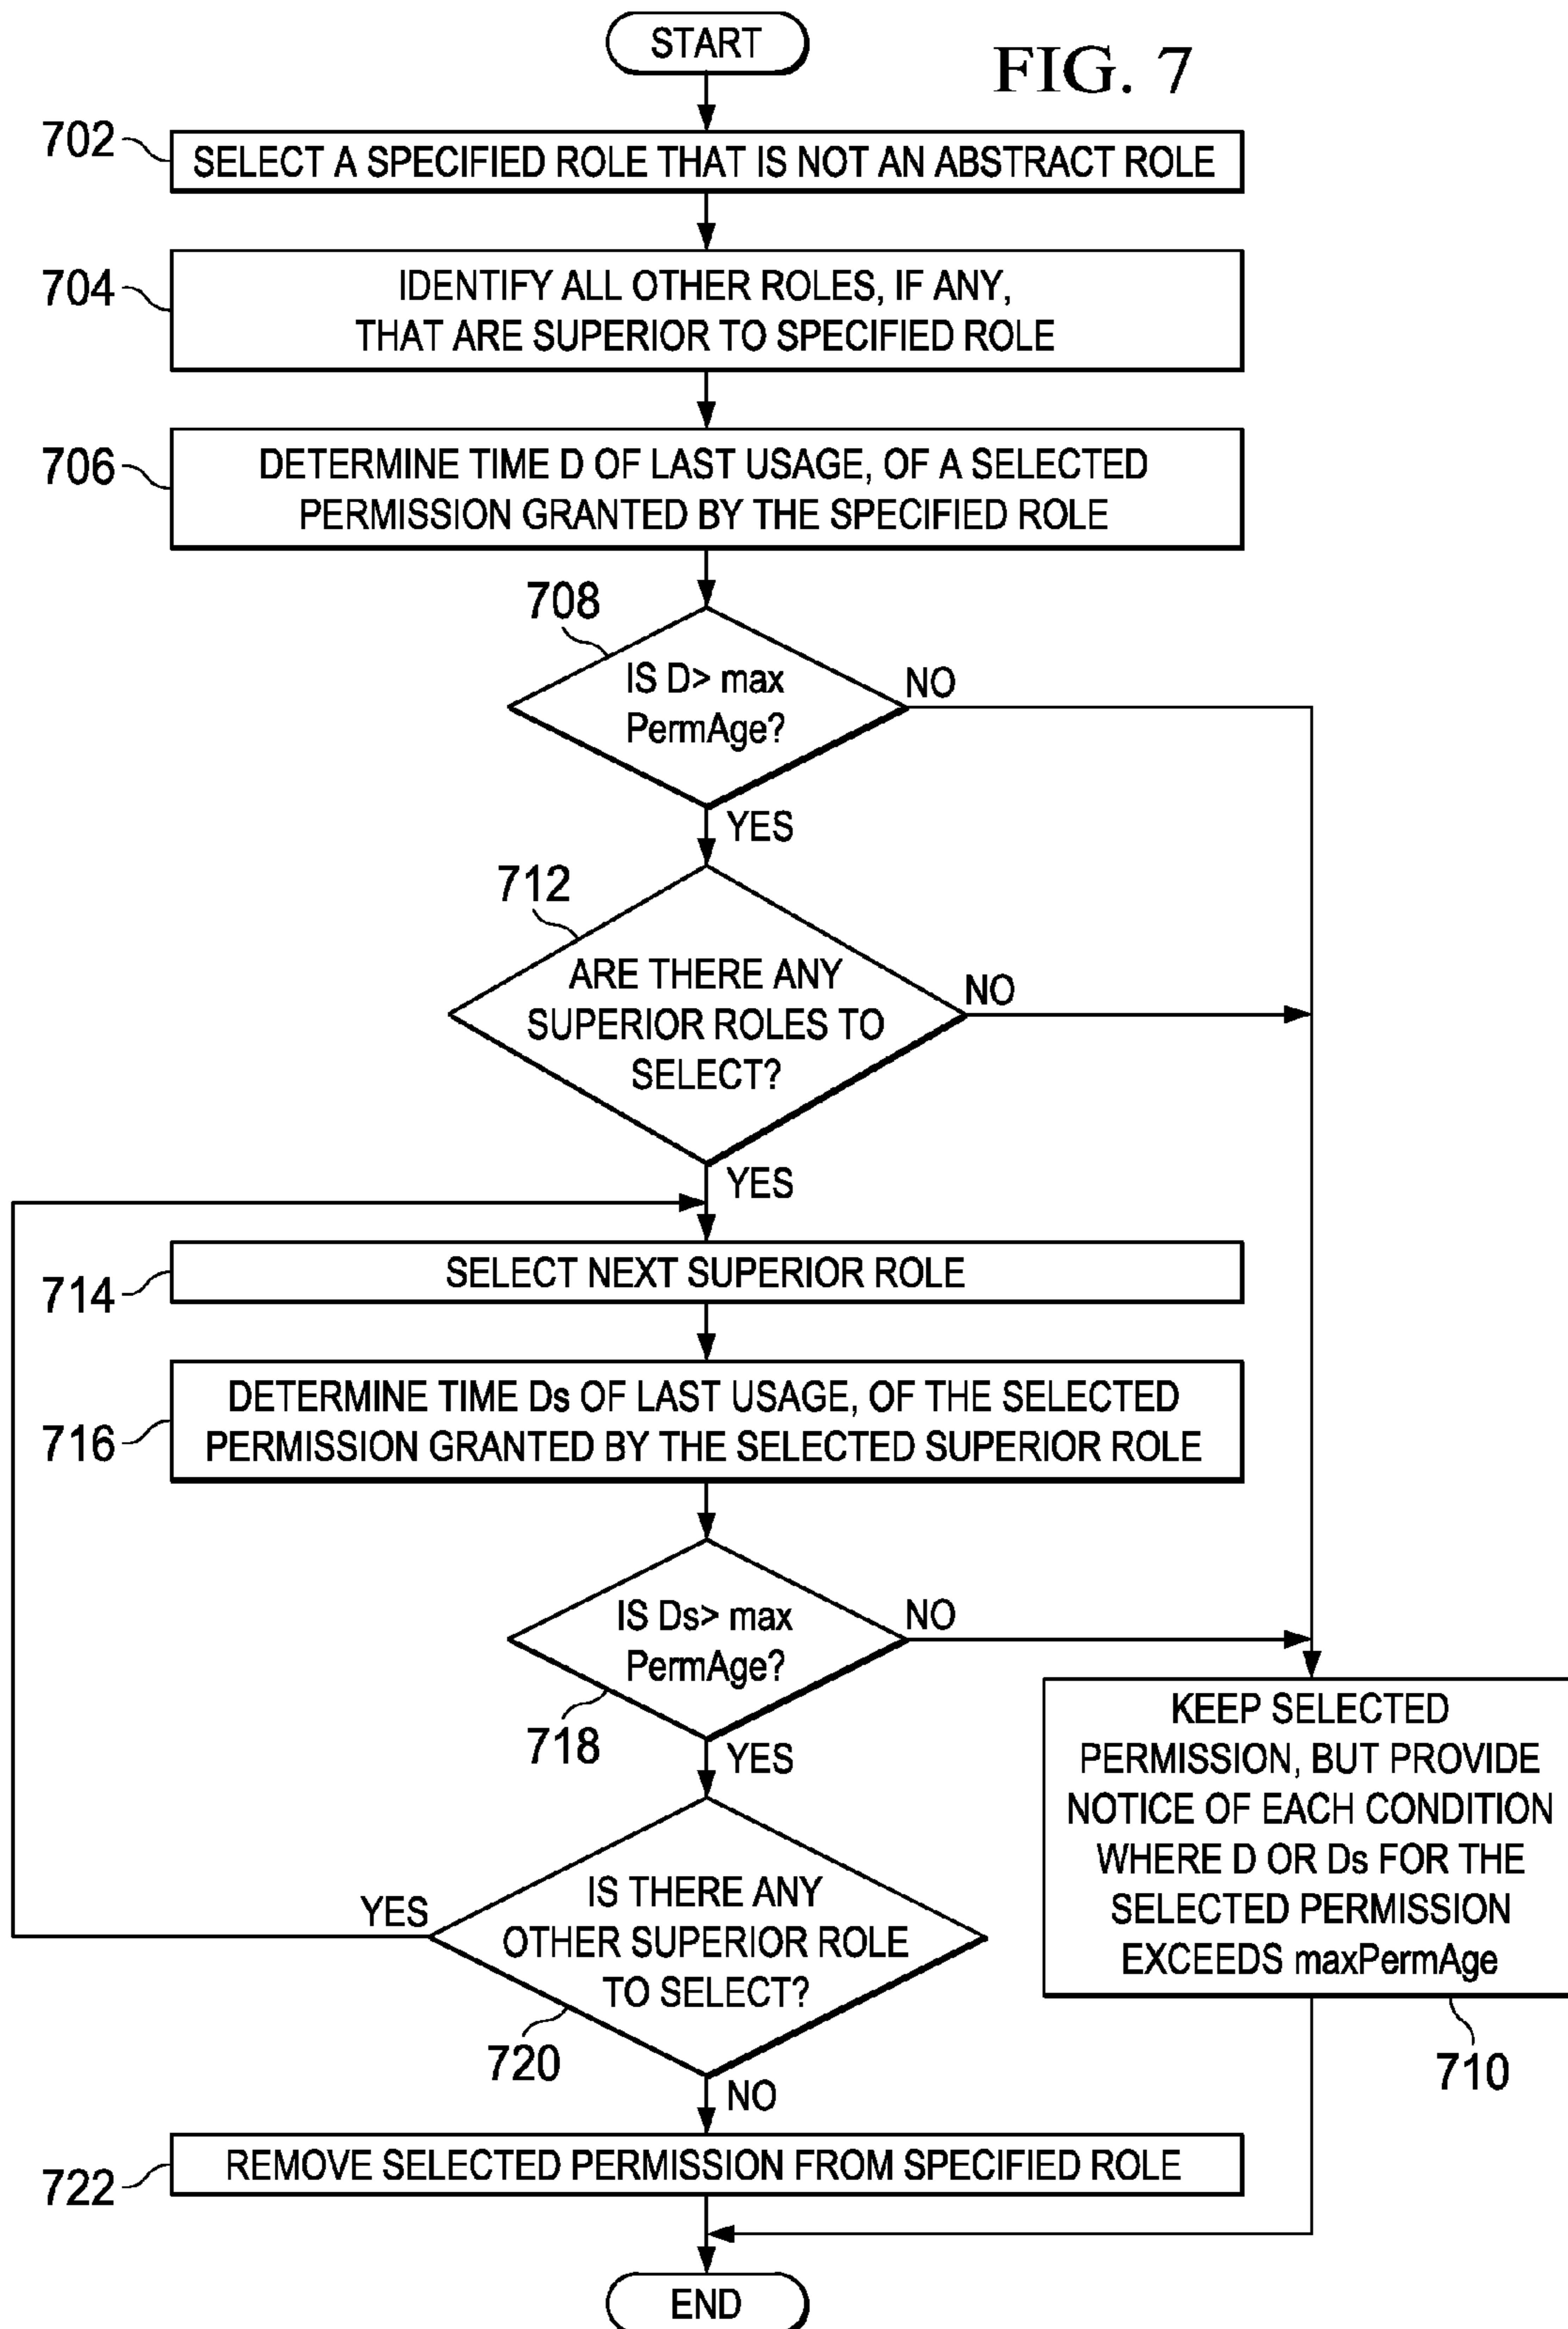 START
FIG. 7
702
SELECT A SPECIFIED ROLE THAT IS NOT AN ABSTRACT ROLE
704
IDENTIFY ALL OTHER ROLES, IF ANY,
THAT ARE SUPERIOR TO SPECIFIED ROLE
706
DETERMINE TIME D OF LAST USAGE, OF A SELECTED
PERMISSION GRANTED BY THE SPECIFIED ROLE
708
IS D> max
PermAge?
NO
YES
712
ARE THERE ANY
SUPERIOR ROLES TO
SELECT?
NO
YES
714
SELECT NEXT SUPERIOR ROLE
716
DETERMINE TIME Ds OF LAST USAGE, OF THE SELECTED
PERMISSION GRANTED BY THE SELECTED SUPERIOR ROLE
IS Ds> max
PermAge?
NO
718
YES
KEEP SELECTED
PERMISSION, BUT PROVIDE
NOTICE OF EACH CONDITION
WHERE D OR Ds FOR THE
SELECTED PERMISSION
EXCEEDS maxPermAge
710
IS THERE ANY
OTHER SUPERIOR ROLE
TO SELECT?
YES
720
NO
722
REMOVE SELECTED PERMISSION FROM SPECIFIED ROLE
END